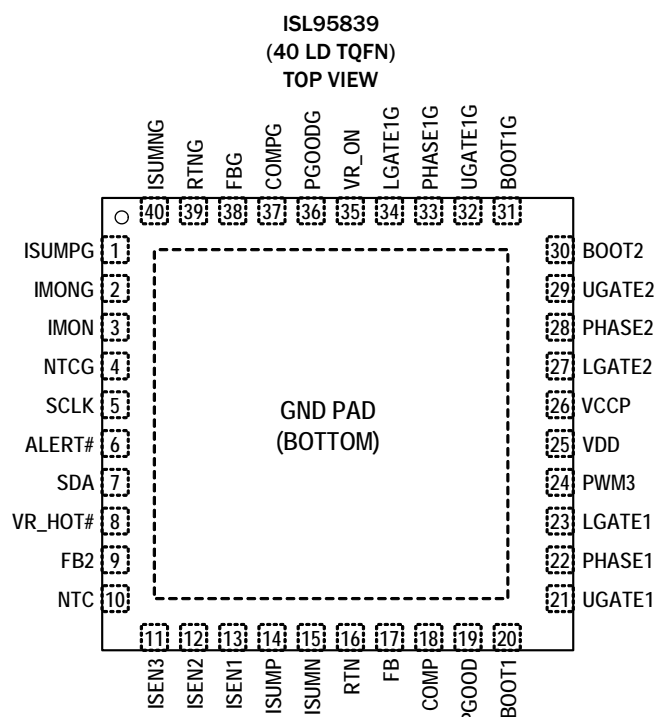 ISL95839
(40 LD TQFN)
TOP VIEW
ISUMNG
RTNG
FBG
COMPG
PGOODG
VR_ON
LGATE1G
PHASE1G
UGATE1G
BOOT1G
40 39 38 37 36 35 34 33 32 31
ISUMPG 1
IMONG 2
IMON 3
NTCG 4
SCLK 5
ALERT# 6
SDA 7
VR_HOT# 8
FB2 9
NTC 10
GND PAD
(BOTTOM)
30 BOOT2
29 UGATE2
28 PHASE2
27 LGATE2
26 VCCP
25 VDD
24 PWM3
23 LGATE1
22 PHASE1
21 UGATE1
11 12 13 14 15 16 17 18 19 20
ISEN3
ISEN2
ISEN1
ISUMP
ISUMN
RTN
FB
COMP
PGOOD
BOOT1